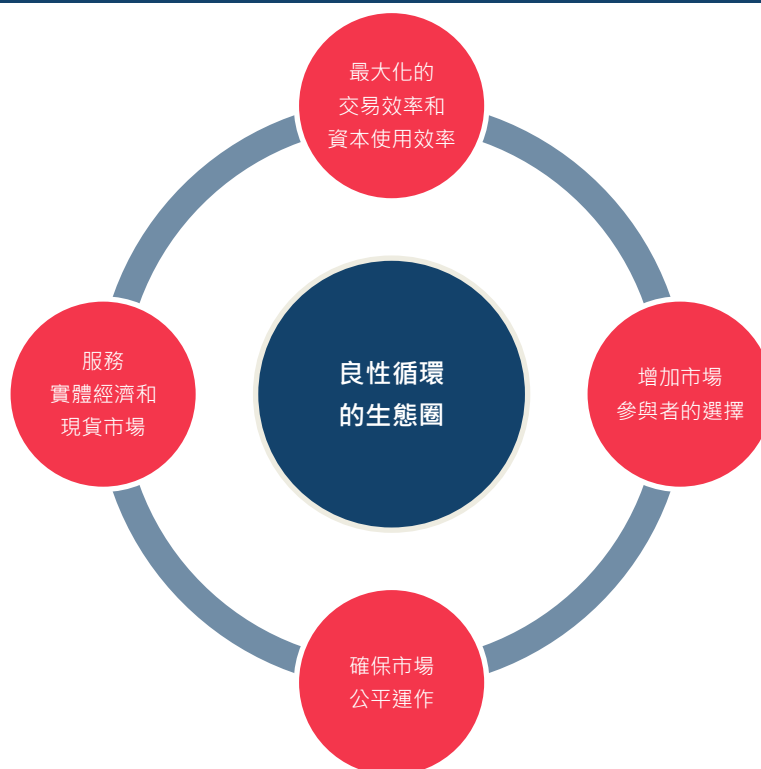 最大化的
交易效率和
資本使用效率
服務
實體經濟和
現貨市場
良性循環
的生態圈
增加市場
參與者的選擇
確保市場
公平運作